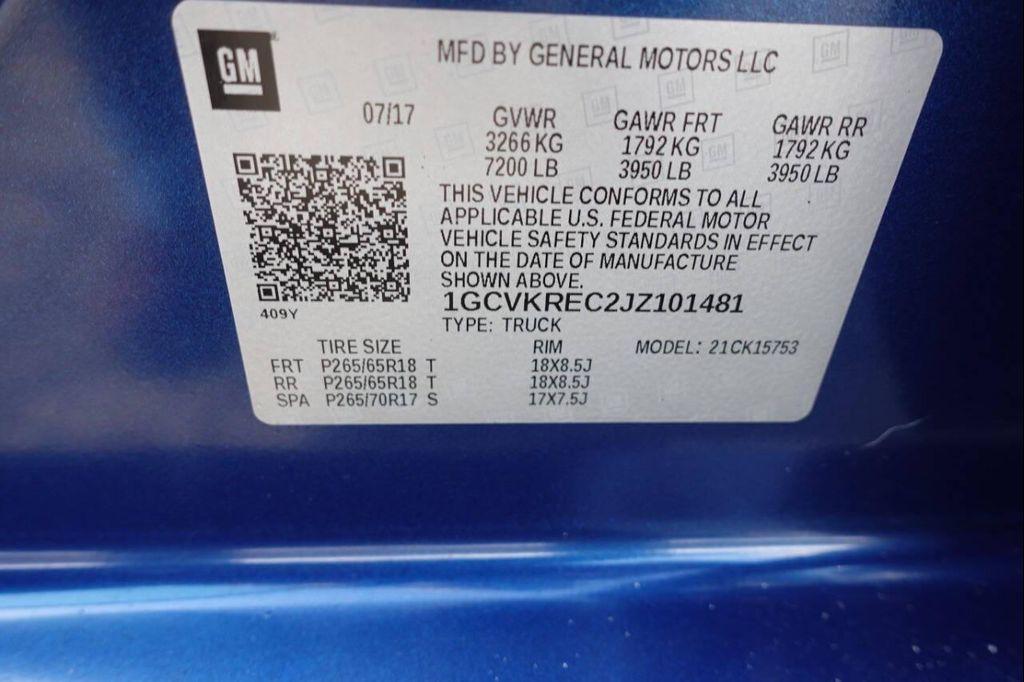 GM
MFD BY GENERAL MOTORS LLC
07/17
GVWR GAWR FRT GAWR RR
3266 KG 1792 KG 1792 KG
7200 LB 3950 LB 3950 LB
THIS VEHICLE CONFORMS TO ALL
APPLICABLE U.S. FEDERAL MOTOR
VEHICLE SAFETY STANDARDS IN EFFECT
ON THE DATE OF MANUFACTURE
SHOWN ABOVE.
1GCVKREC2JZ101481
409Y
TYPE: TRUCK
TIRE SIZE RIM MODEL: 21CK15753
FRT P265/65R18 T 18X8.5J
RR P265/65R18 T 18X8.5J
SPA P265/70R17 S 17X7.5J